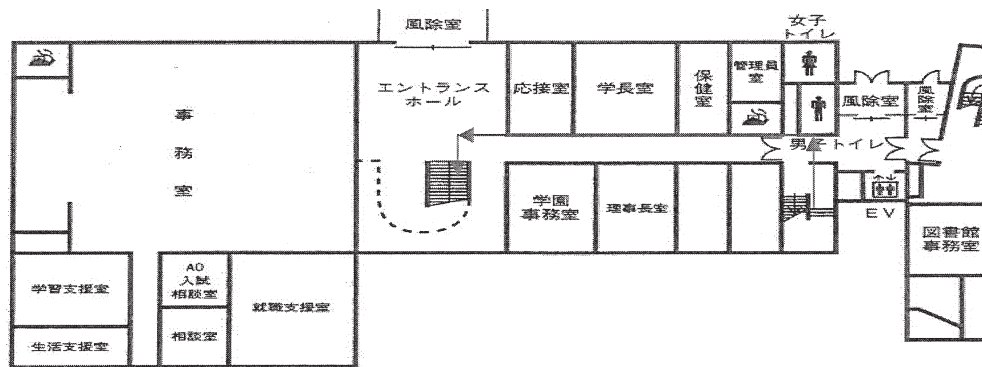 風除室
女子
トイレ
エントランス
ホール
応接室
学長室
保健室
管理員
室
風除室
風除室
事務室
男子トイレ
学園
事務室
理事長室
EV
図書館
事務室
学習支援室
AO
入試
相談室
就職支援室
相談室
生活支援室